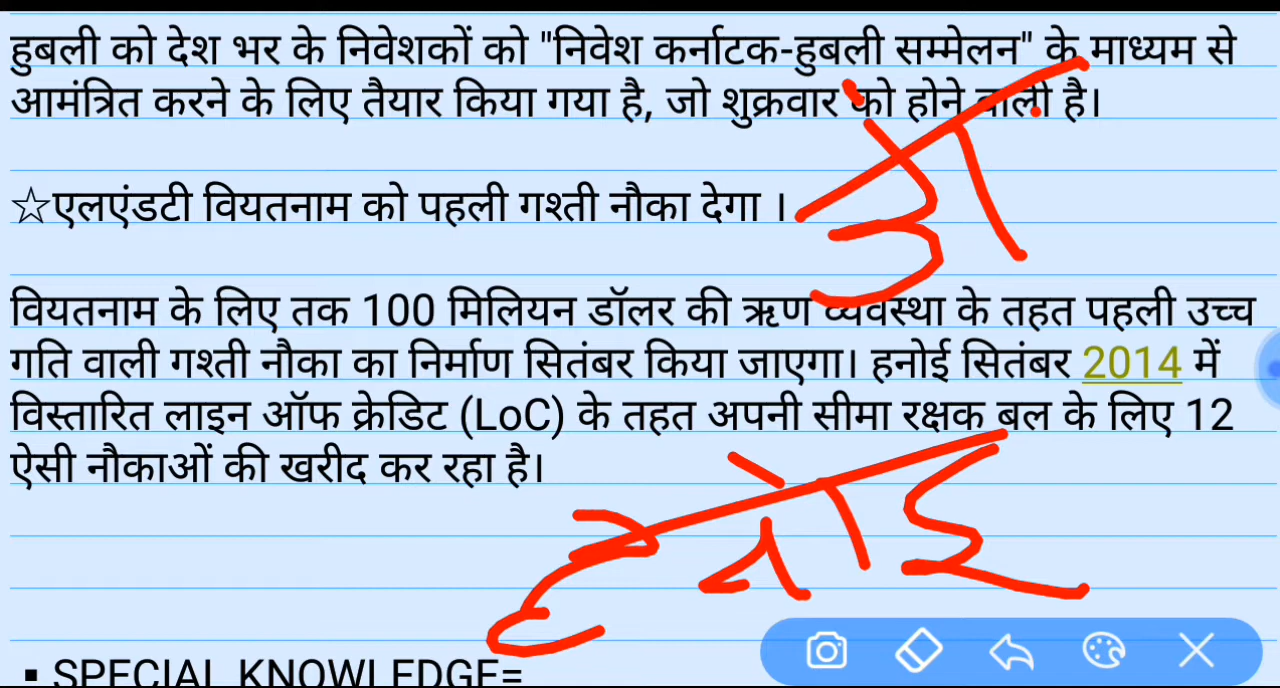 हुबली को देश भर के निवेशकों को "निवेश कर्नाटक-हुबली सम्मेलन" के माध्यम से
आमंत्रित करने के लिए तैयार किया गया है, जो शुक्रवार को होने वाली है।
☆एलएंडटी वियतनाम को पहली गश्ती नौका देगा ।
वियतनाम के लिए तक 100 मिलियन डॉलर की ऋण व्यवस्था के तहत पहली उच्च
गति वाली गश्ती नौका का निर्माण सितंबर किया जाएगा। हनोई सितंबर 2014 में
विस्तारित लाइन ऑफ क्रेडिट (LoC) के तहत अपनी सीमा रक्षक बल के लिए 12
ऐसी नौकाओं की खरीद कर रहा है।
▪ SPECIAL KNOWLEDGE=